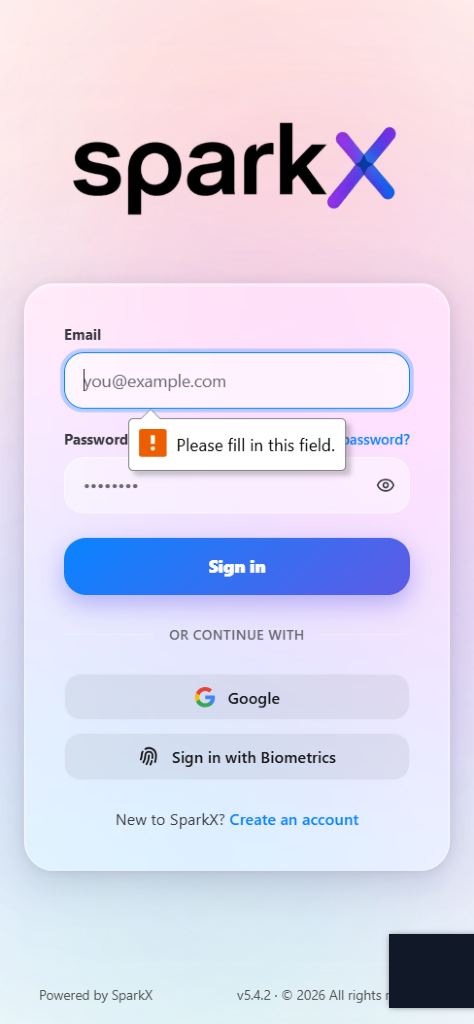 sparkX
Email
you@example.com
Password password?
Please fill in this field.
Sign in
OR CONTINUE WITH
Google
Sign in with Biometrics
New to SparkX? Create an account
Powered by SparkX v5.4.2 · © 2026 All rights